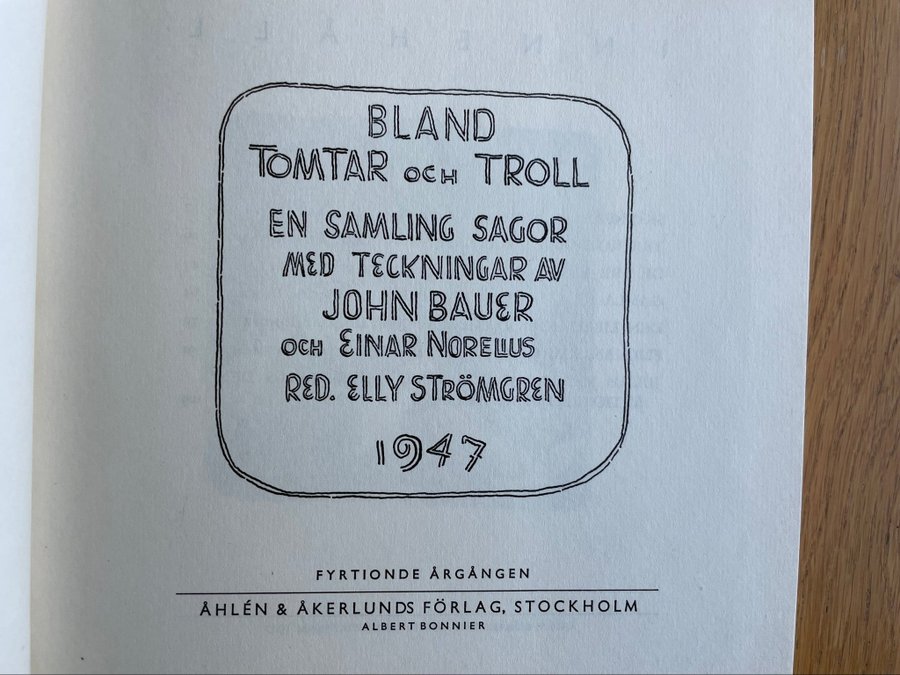 BLAND
TOMTAR OCH TROLL
EN SAMLING SAGOR
MED TECKNINGAR AV
JOHN BAUER
OCH EINAR NORELIUS
RED. ELLY STRÖMGREN
1947
FYRTIONDE ÅRGÅNGEN
ÅHLÉN & ÅKERLUNDS FÖRLAG, STOCKHOLM
ALBERT BONNIER